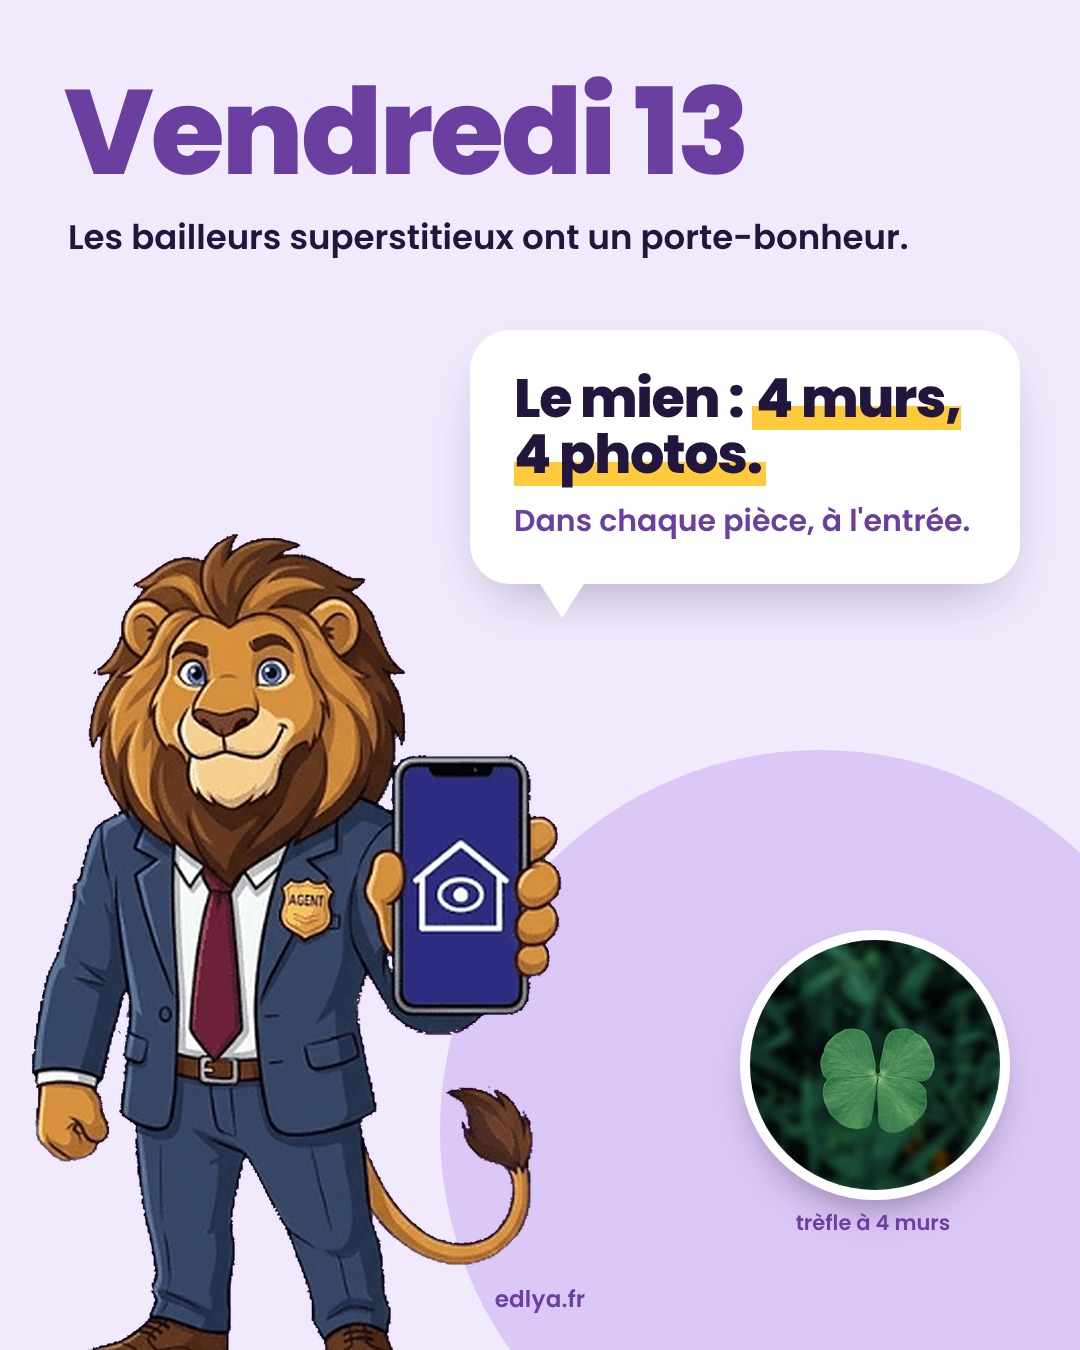 Vendredi 13
Les bailleurs superstitieux ont un porte-bonheur.
Le mien : 4 murs,
4 photos.
Dans chaque pièce, à l'entrée.
AGENT
trèfle à 4 murs
edlya.fr